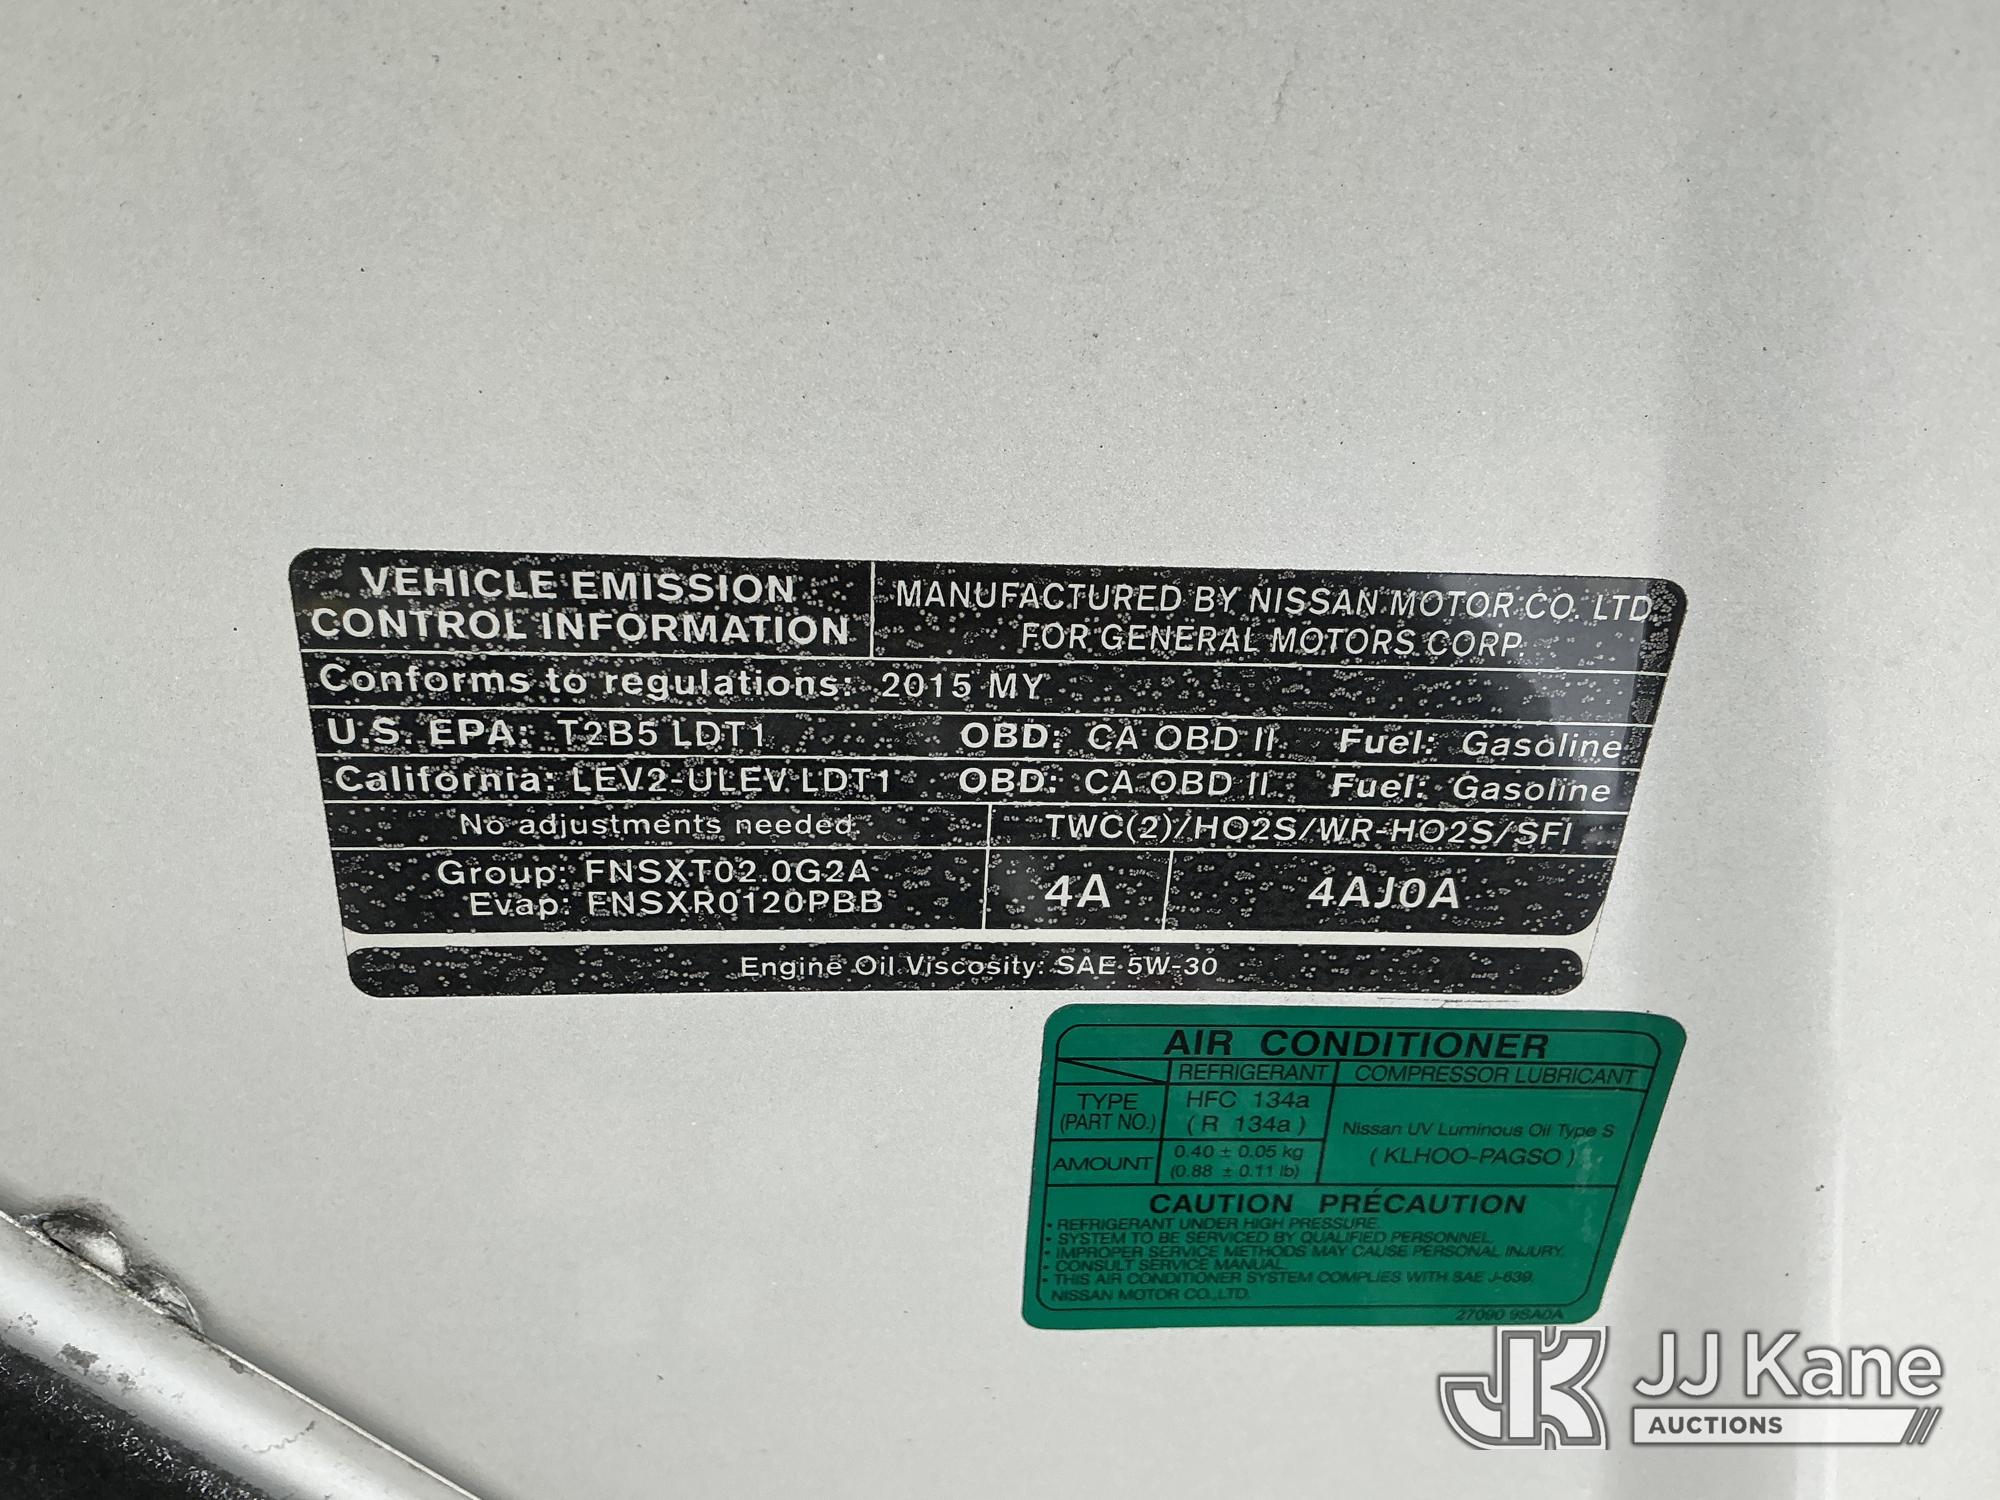 VEHICLE EMISSION
CONTROL INFORMATION
MANUFACTURED BY NISSAN MOTOR CO. LTD
FOR GENERAL MOTORS CORP.
Conforms to regulations: 2015 MY
U.S. EPA: T2B5 LDT1 OBD: CA OBD II Fuel: Gasoline
California: LEV2-ULEV LDT1 OBD: CA OBD II Fuel: Gasoline
No adjustments needed. TWC(2)/HO2S/WR-HO2S/SFI
Group: FNSXT02.0G2A
Evap: FNSXR0120PBB
4A 4AJ0A
Engine Oil Viscosity: SAE 5W-30
AIR CONDITIONER
REFRIGERANT COMPRESSOR LUBRICANT
TYPE
(PART NO.)
HFC 134a
( R 134a )
Nissan UV Luminous Oil Type S
( KLHOO-PAGSO )
AMOUNT
0.40 ± 0.05 kg
(0.88 ± 0.11 lb)
CAUTION PRÉCAUTION
• REFRIGERANT UNDER HIGH PRESSURE.
• SYSTEM TO BE SERVICED BY QUALIFIED PERSONNEL.
• IMPROPER SERVICE METHODS MAY CAUSE PERSONAL INJURY.
• CONSULT SERVICE MANUAL.
• THIS AIR CONDITIONER SYSTEM COMPLIES WITH SAE J-639.
NISSAN MOTOR CO.,LTD.
27090 9SA0A
JK JJ Kane
AUCTIONS